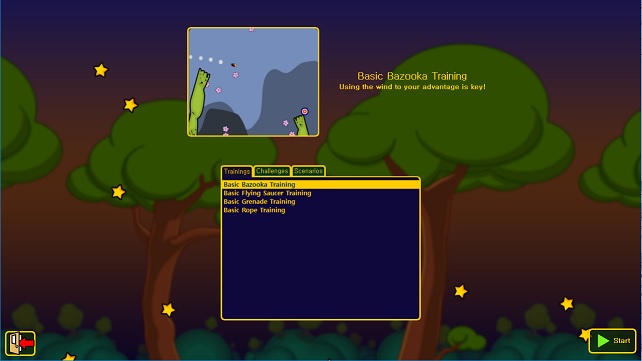 Basic Bazooka Training
Using the wind to your advantage is key!
Trainings Challenges Scenarios
Basic Bazooka Training
Basic Flying Saucer Training
Basic Grenade Training
Basic Rope Training
Start